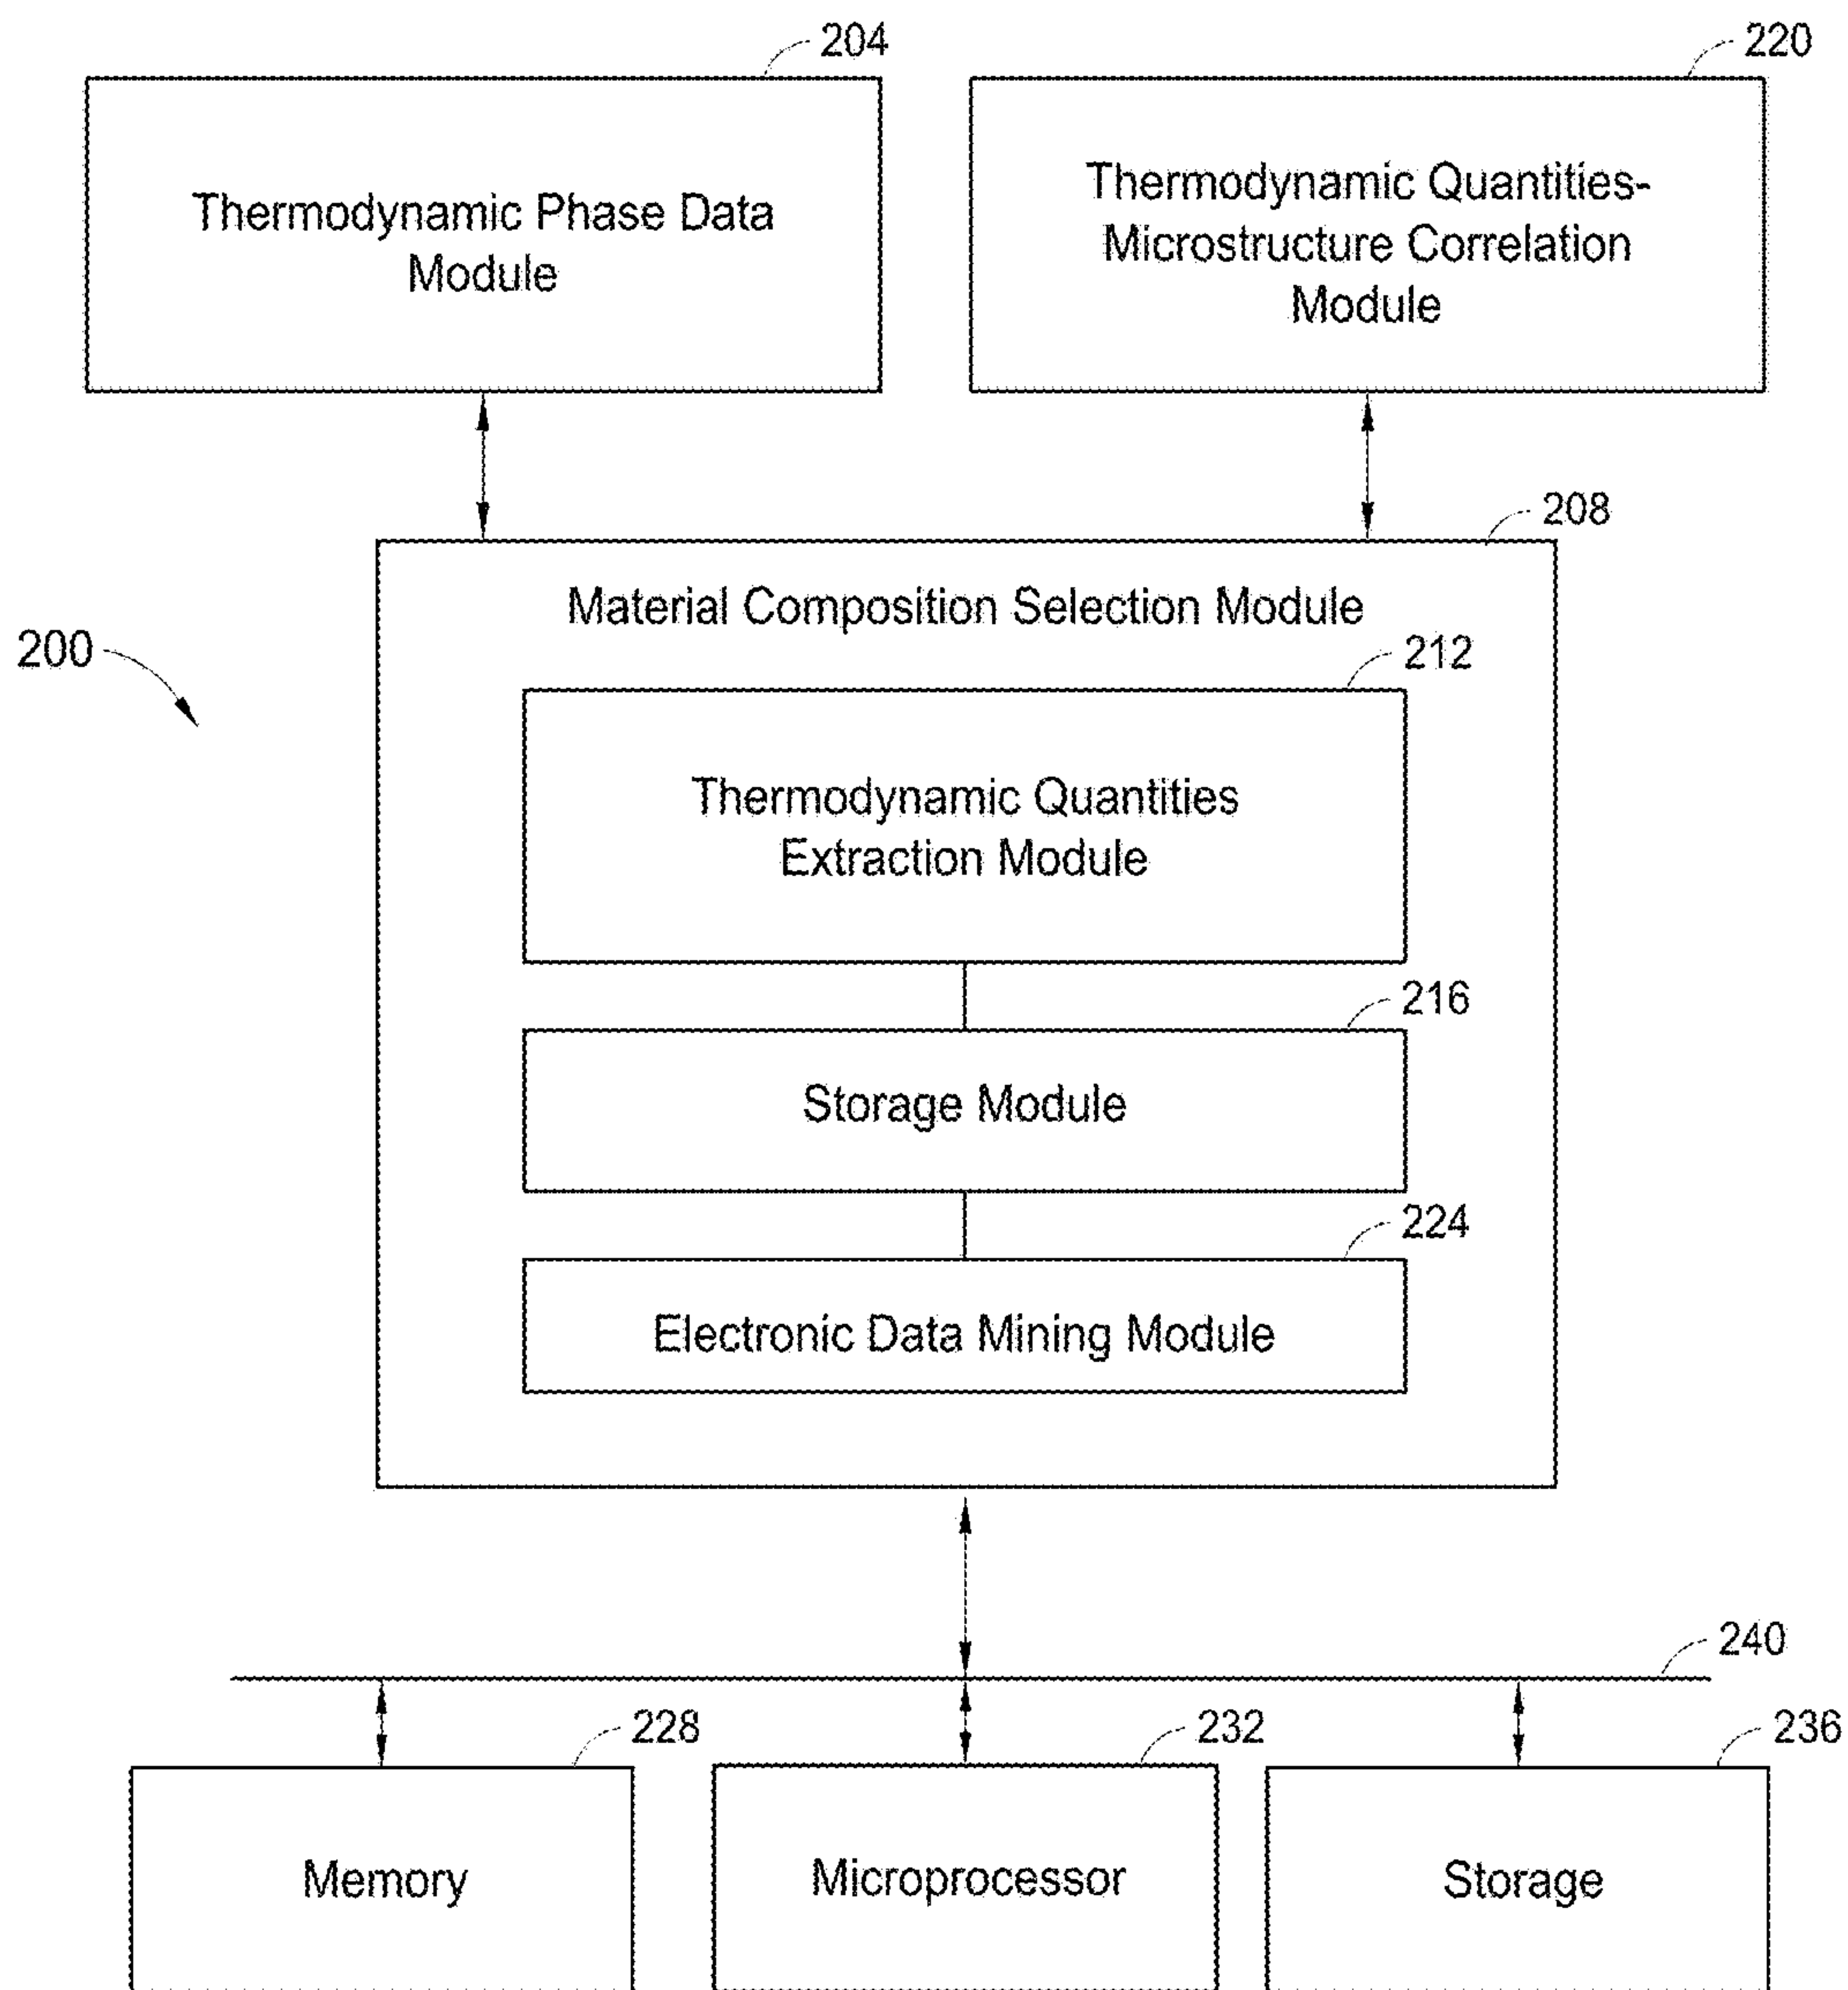 204
220
Thermodynamic Phase Data
Module
Thermodynamic Quantities-
Microstructure Correlation
Module
208
Material Composition Selection Module
200
212
Thermodynamic Quantities
Extraction Module
216
Storage Module
224
Electronic Data Mining Module
240
228
232
236
Memory
Microprocessor
Storage